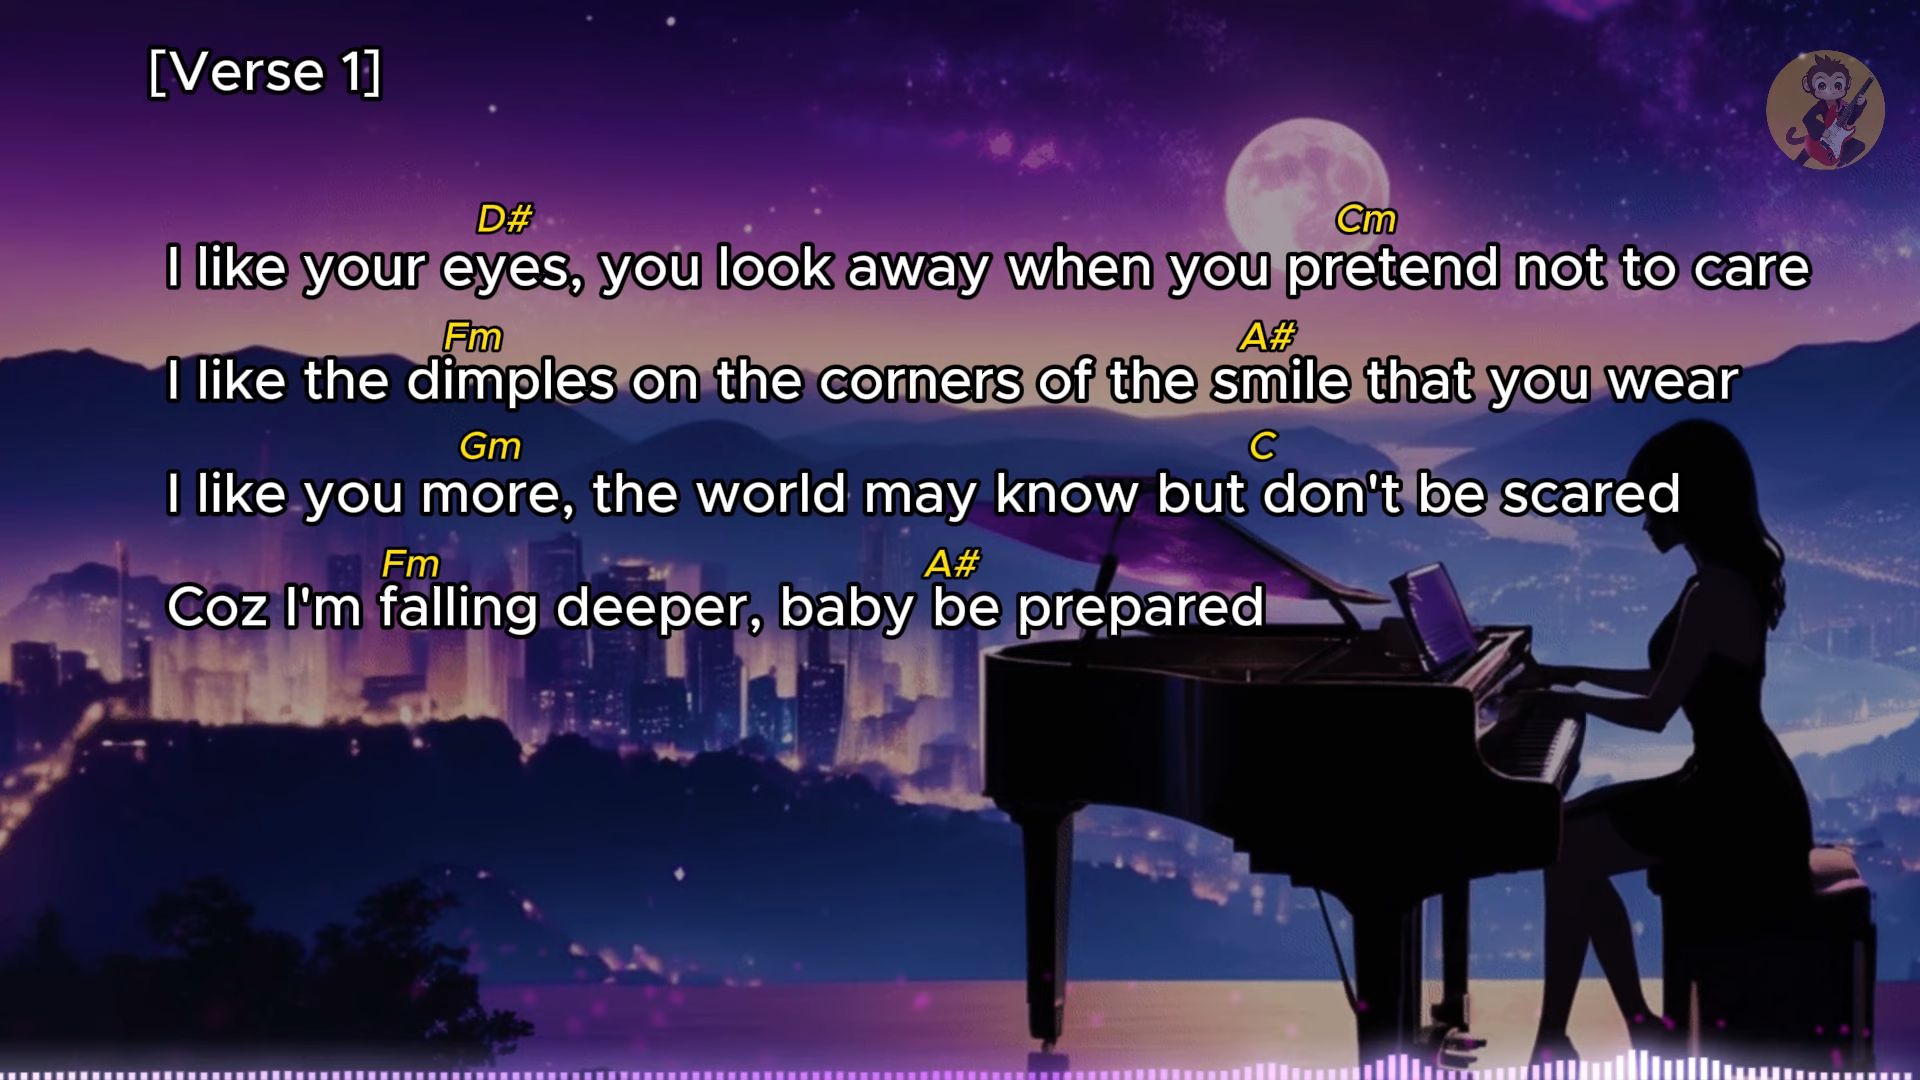 [Verse 1]
D# Cm
I like your eyes, you look away when you pretend not to care
Fm A#
I like the dimples on the corners of the smile that you wear
Gm C
I like you more, the world may know but don't be scared
Fm A#
Coz I'm falling deeper, baby be prepared